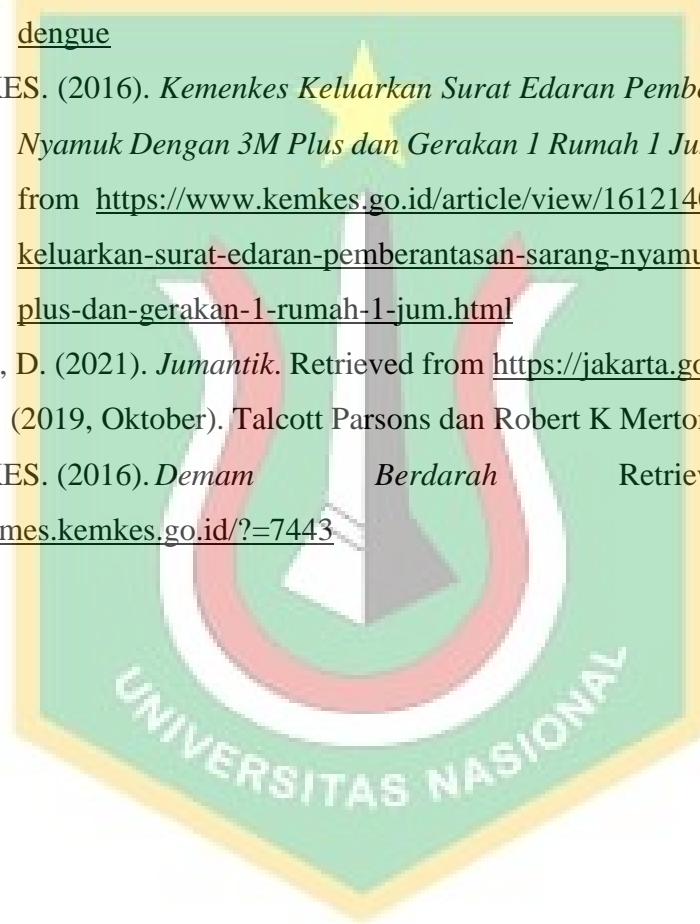 dengue
KES. (2016). Kemenkes Keluarkan Surat Edaran Pembe
Nyamuk Dengan 3M Plus dan Gerakan 1 Rumah 1 Ju
from https://www.kemkes.go.id/article/view/161214
keluarkan-surat-edaran-pemberantasan-sarang-nyamu
plus-dan-gerakan-1-rumah-1-jum.html
, D. (2021). Jumantik. Retrieved from https://jakarta.go
(2019, Oktober). Talcott Parsons dan Robert K Merto
KES. (2016). Demam Berdarah Retriev
mes.kemkes.go.id/?=7443
UNIVERSITAS NASIONAL